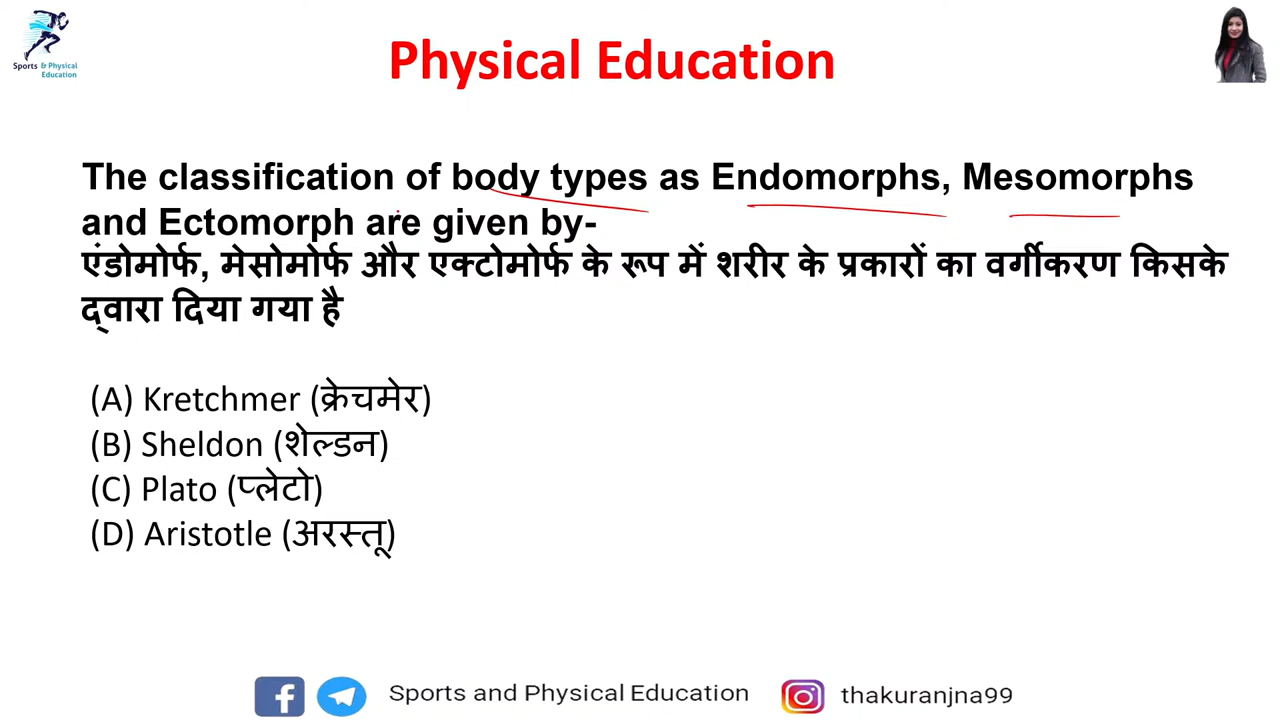 Sports & Physical
Education
Physical Education
The classification of body types as Endomorphs, Mesomorphs
and Ectomorph are given by-
एंडोमोर्फ, मेसोमोर्फ और एक्टोमोर्फ के रूप में शरीर के प्रकारों का वर्गीकरण किसके
द्वारा दिया गया है
(A) Kretchmer (क्रेचमेर)
(B) Sheldon (शेल्डन)
(C) Plato (प्लेटो)
(D) Aristotle (अरस्तू)
Sports and Physical Education
thakuranjna99